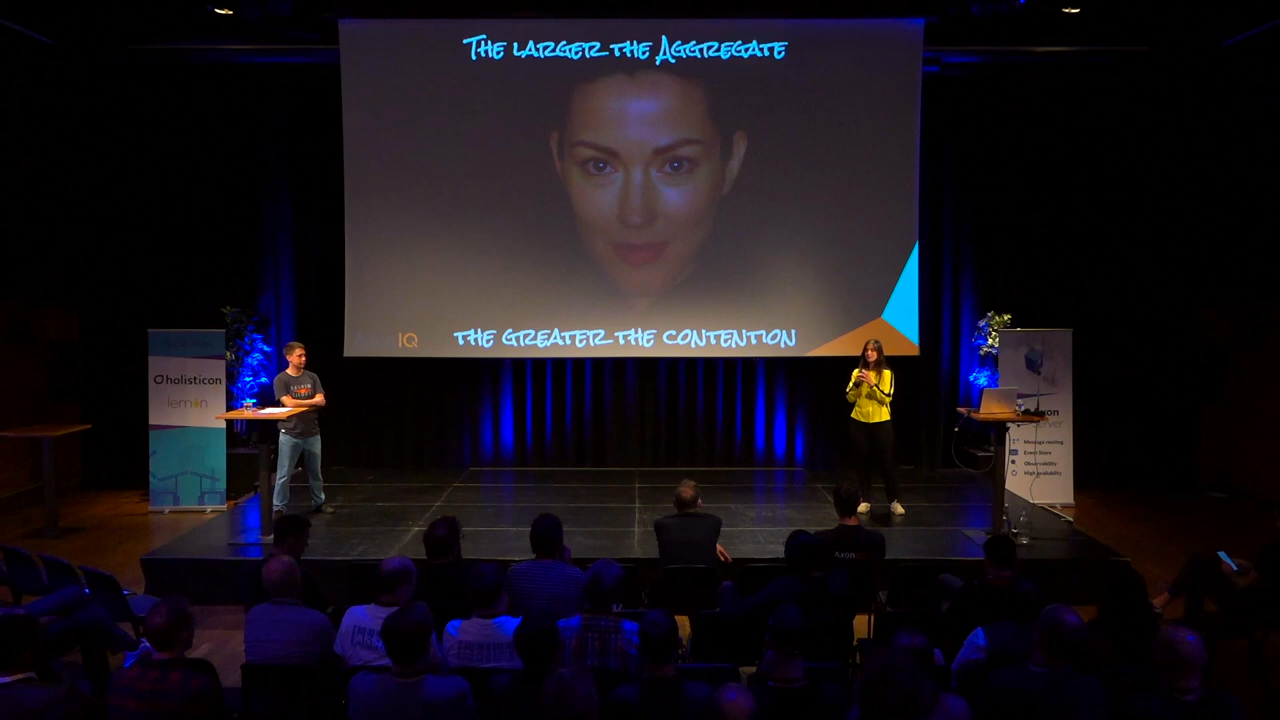 The larger the Aggregate
IQ
the greater the contention
holisticon
lemon
Message routing
Event Store
Observability
High availability
Axon